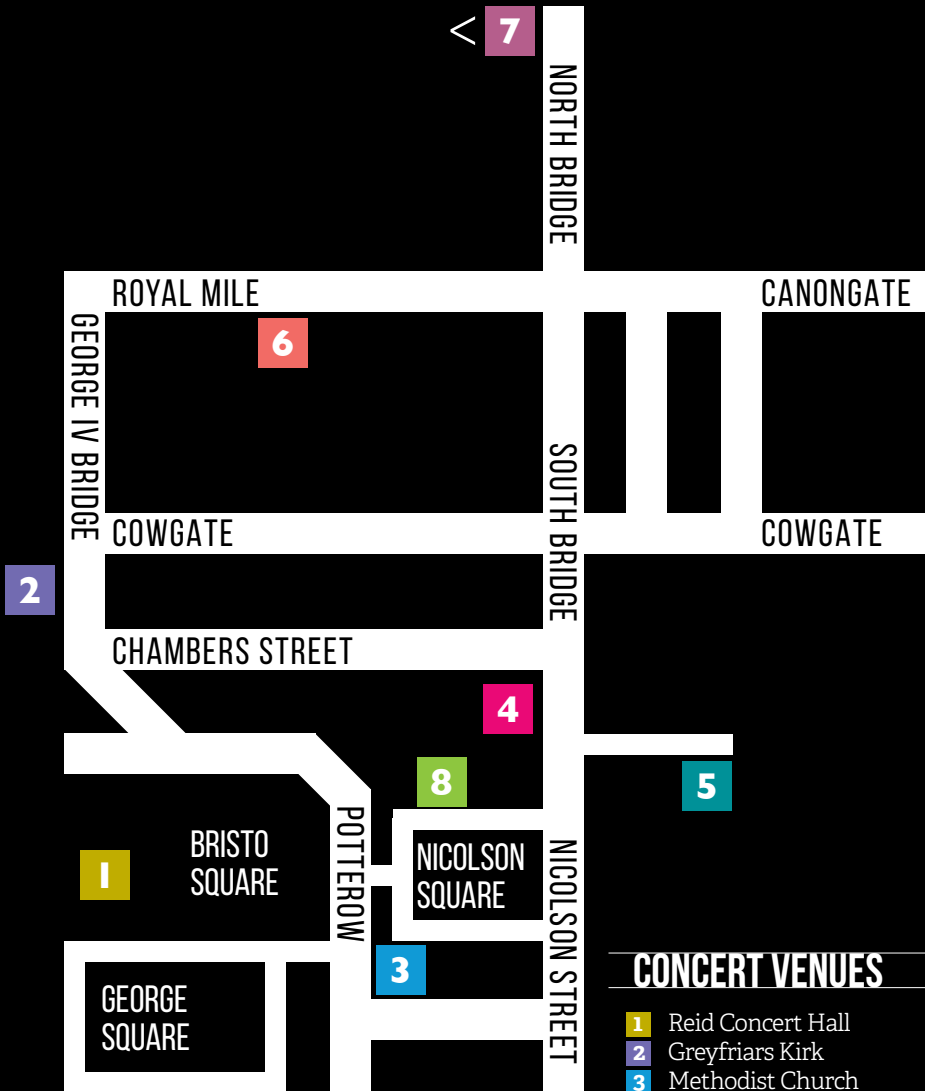 < 7
NORTH BRIDGE
ROYAL MILE
CANONGATE
GEORGE IV BRIDGE
6
SOUTH BRIDGE
COWGATE
COWGATE
2
CHAMBERS STREET
4
8
5
POTTEROW
BRISTO
SQUARE
1
NICOLSON
SQUARE
NICOLSON STREET
3
GEORGE
SQUARE
CONCERT VENUES
1 Reid Concert Hall
2 Greyfriars Kirk
3 Methodist Church